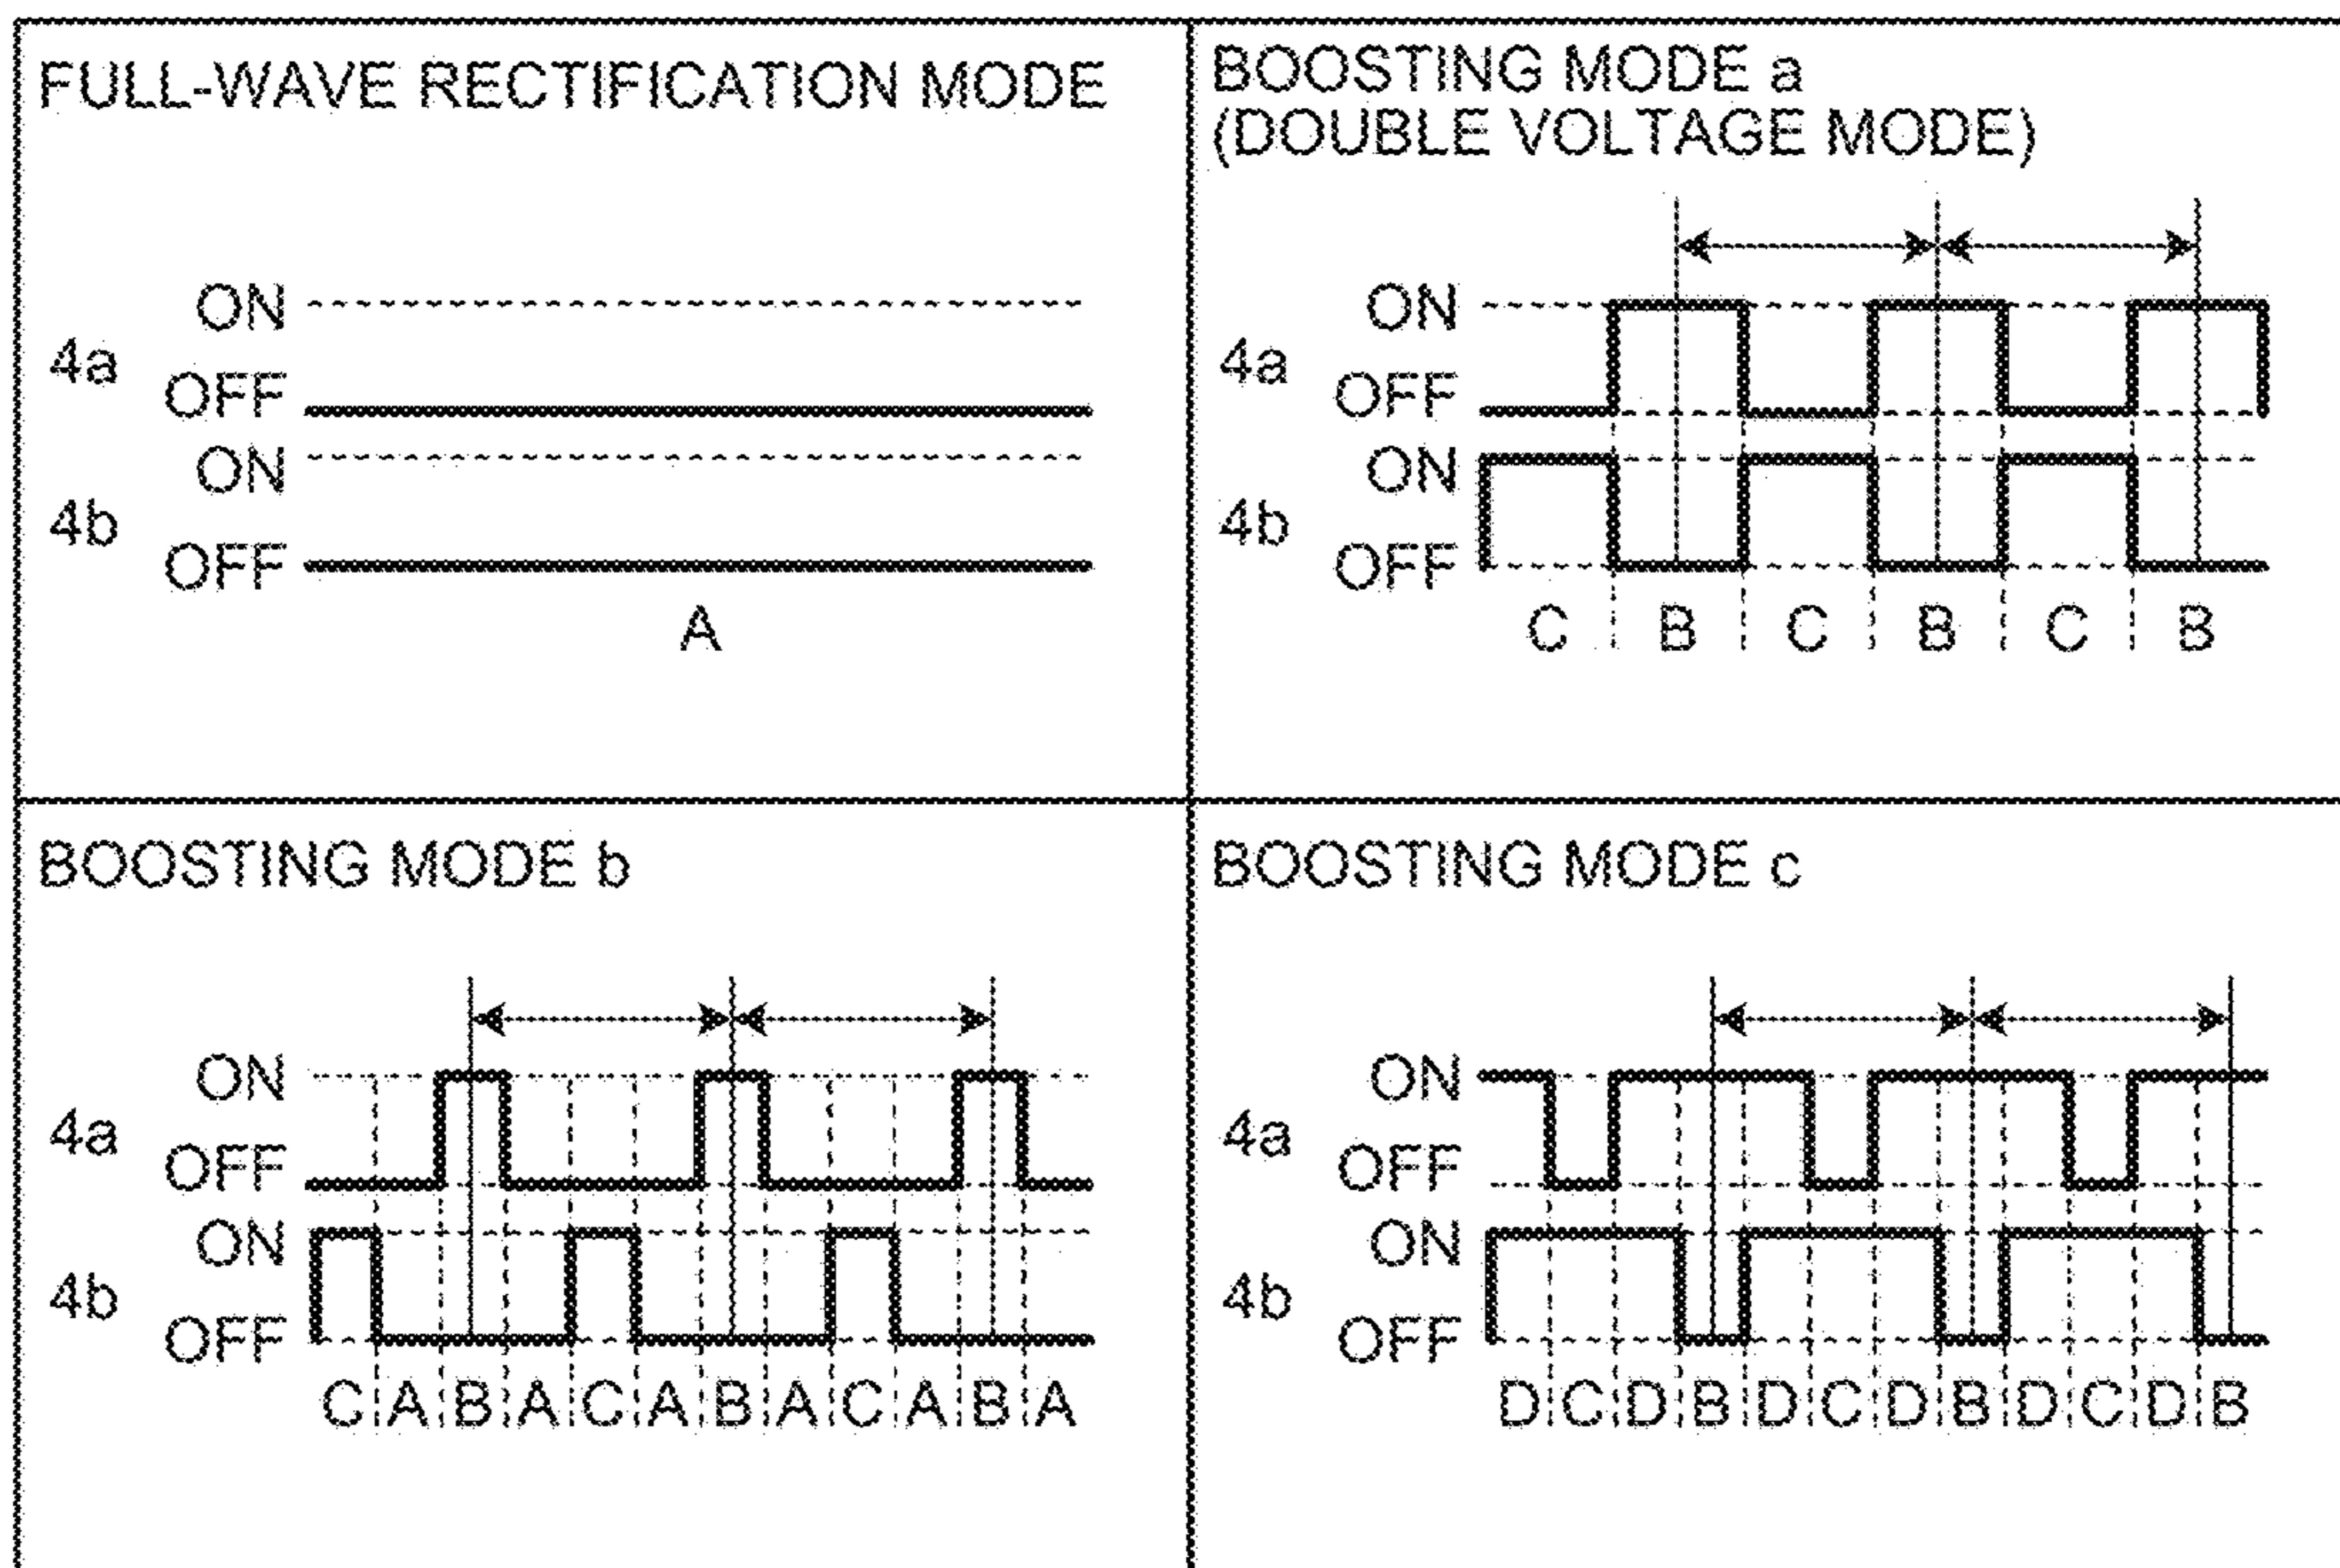 FULL-WAVE RECTIFICATION MODE
ON
4a
OFF
ON
4b
OFF
A
BOOSTING MODE a
(DOUBLE VOLTAGE MODE)
ON
4a
OFF
ON
4b
OFF
C B C B C B
BOOSTING MODE b
ON
4a
OFF
ON
4b
OFF
C A B A C A B A C A B A
BOOSTING MODE c
ON
4a
OFF
ON
4b
OFF
D C D B D C D B D C D B